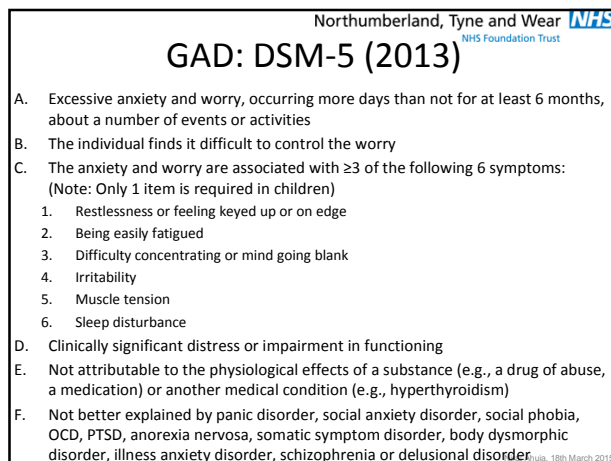 Northumberland, Tyne and Wear NHS
NHS Foundation Trust
GAD: DSM-5 (2013)
A. Excessive anxiety and worry, occurring more days than not for at least 6 months,
about a number of events or activities
B. The individual finds it difficult to control the worry
C. The anxiety and worry are associated with ≥3 of the following 6 symptoms:
(Note: Only 1 item is required in children)
1. Restlessness or feeling keyed up or on edge
2. Being easily fatigued
3. Difficulty concentrating or mind going blank
4. Irritability
5. Muscle tension
6. Sleep disturbance
D. Clinically significant distress or impairment in functioning
E. Not attributable to the physiological effects of a substance (e.g., a drug of abuse,
a medication) or another medical condition (e.g., hyperthyroidism)
F. Not better explained by panic disorder, social anxiety disorder, social phobia,
OCD, PTSD, anorexia nervosa, somatic symptom disorder, body dysmorphic
disorder, illness anxiety disorder, schizophrenia or delusional disorder
Ahuja, 18th March 2015